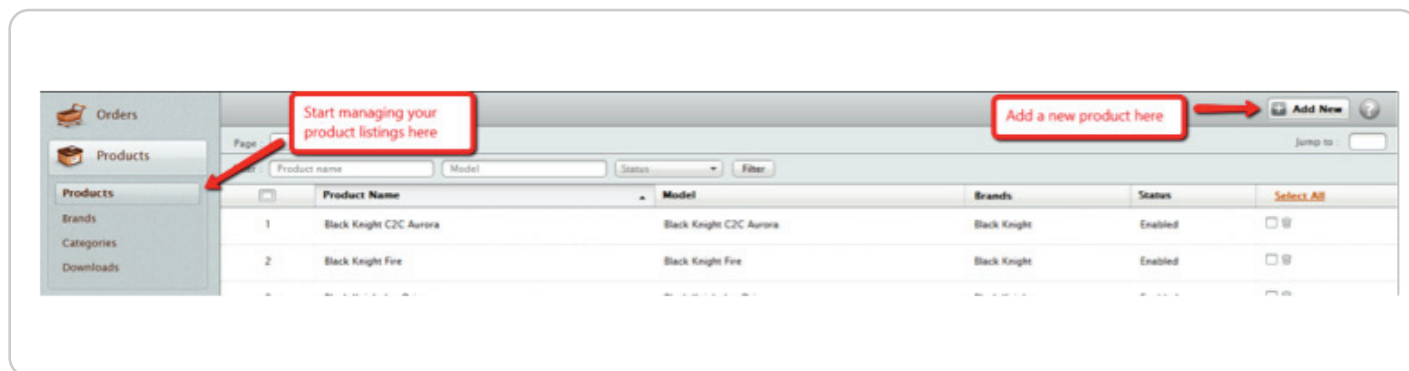 Orders
Start managing your
product listings here
Add a new product here
Add New
?
Products
Page
Jump to :
Product name Model Status Filter
Products Product Name Model Brands Status Select All
Brands
1 Black Knight C2C Aurora Black Knight C2C Aurora Black Knight Enabled
Categories
Downloads
2 Black Knight Fire Black Knight Fire Black Knight Enabled